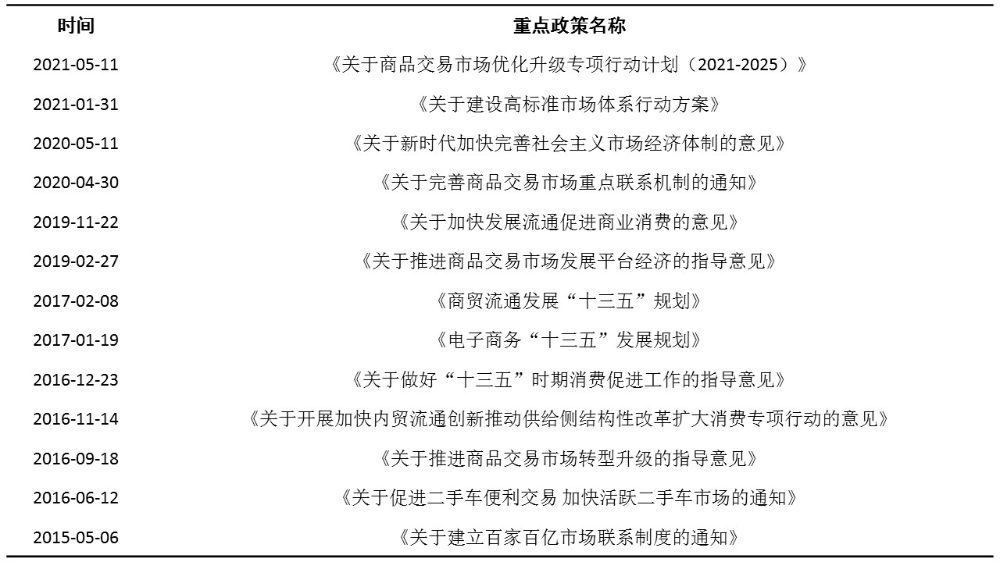 时间 重点政策名称
2021-05-11 《关于商品交易市场优化升级专项行动计划（2021-2025）》
2021-01-31 《关于建设高标准市场体系行动方案》
2020-05-11 《关于新时代加快完善社会主义市场经济体制的意见》
2020-04-30 《关于完善商品交易市场重点联系机制的通知》
2019-11-22 《关于加快发展流通促进商业消费的意见》
2019-02-27 《关于推进商品交易市场发展平台经济的指导意见》
2017-02-08 《商贸流通发展“十三五”规划》
2017-01-19 《电子商务“十三五”发展规划》
2016-12-23 《关于做好“十三五”时期消费促进工作的指导意见》
2016-11-14 《关于开展加快内贸流通创新推动供给侧结构性改革扩大消费专项行动的意见》
2016-09-18 《关于推进商品交易市场转型升级的指导意见》
2016-06-12 《关于促进二手车便利交易 加快活跃二手车市场的通知》
2015-05-06 《关于建立百家百亿市场联系制度的通知》